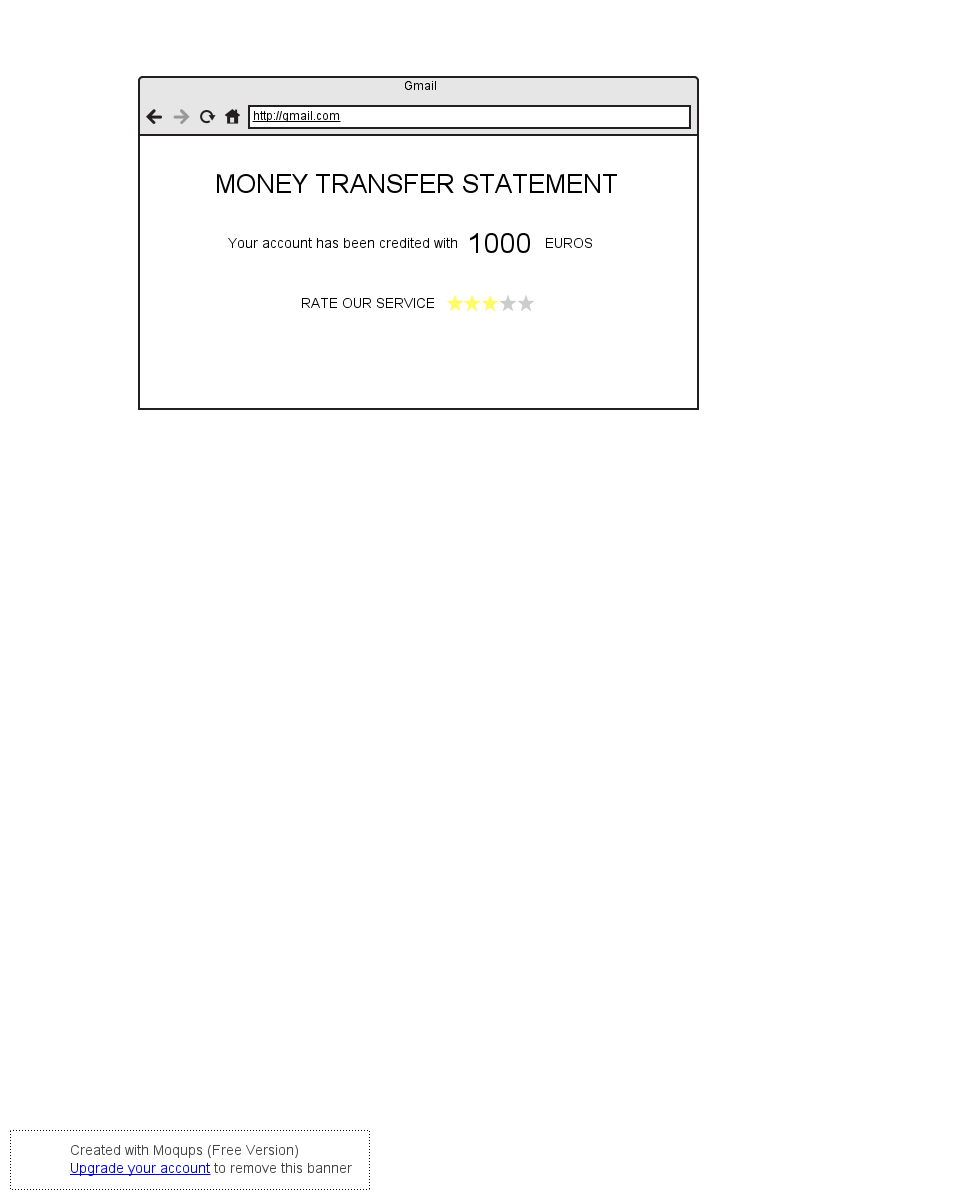 Gmail
http://gmail.com
MONEY TRANSFER STATEMENT
Your account has been credited with 1000 EUROS
RATE OUR SERVICE
Created with Moqups (Free Version)
Upgrade your account to remove this banner